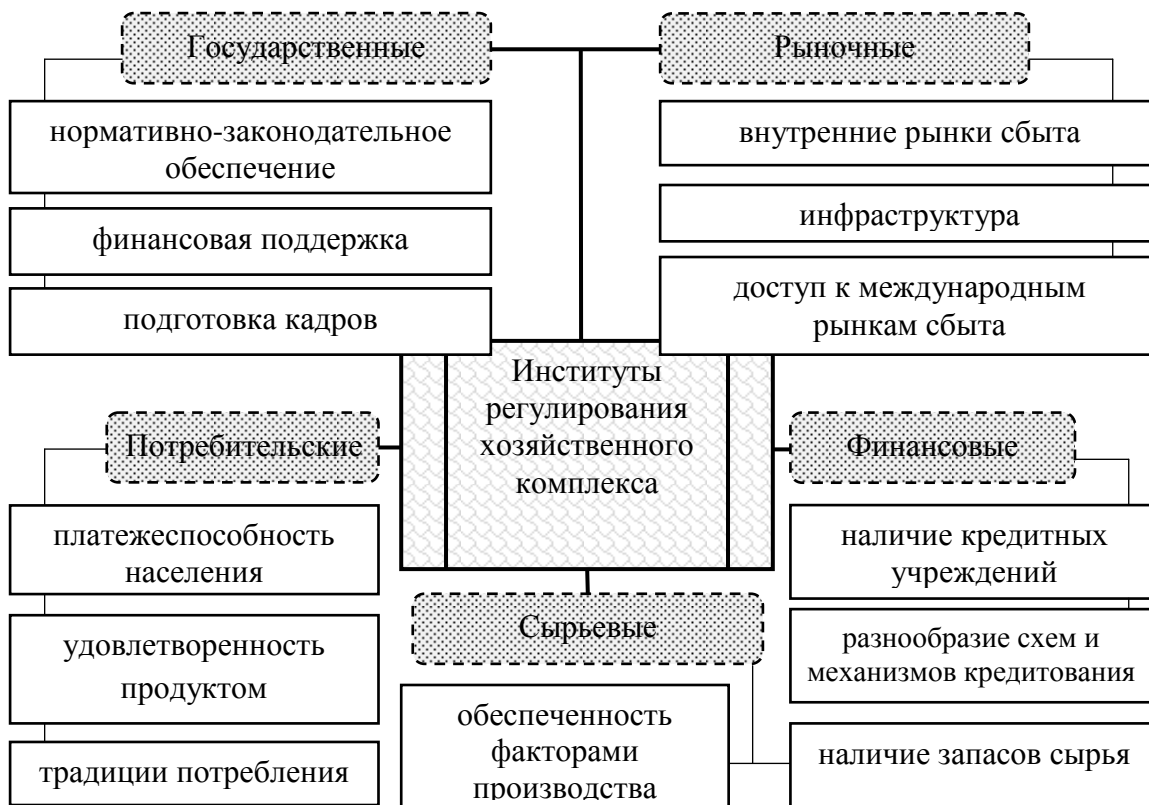 Государственные
нормативно-законодательное
обеспечение
финансовая поддержка
подготовка кадров
Рыночные
внутренние рынки сбыта
инфраструктура
доступ к международным
рынкам сбыта
Институты
регулирования
хозяйственного
комплекса
Потребительские
платежеспособность
населения
удовлетворенность
продуктом
традиции потребления
Финансовые
наличие кредитных
учреждений
разнообразие схем и
механизмов кредитования
Сырьевые
обеспеченность
факторами
производства
наличие запасов сырья